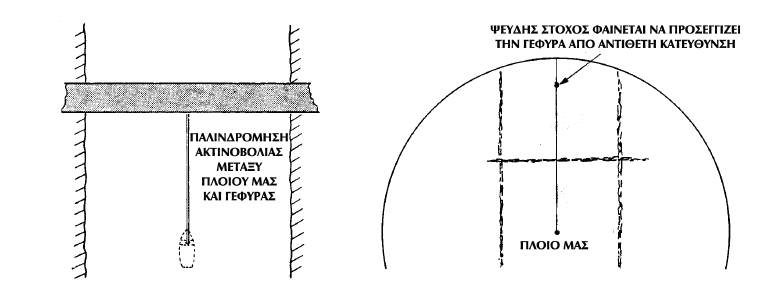 ΠΑΛΙΝΔΡΟΜΗΣΗ
ΑΚΤΙΝΟΒΟΛΙΑΣ
ΜΕΤΑΞΥ
ΠΛΟΙΟΥ ΜΑΣ
ΚΑΙ ΓΕΦΥΡΑΣ
ΨΕΥΔΗΣ ΣΤΟΧΟΣ ΦΑΙΝΕΤΑΙ ΝΑ ΠΡΟΣΕΓΓΙΖΕΙ
ΤΗΝ ΓΕΦΥΡΑ ΑΠΟ ΑΝΤΙΘΕΤΗ ΚΑΤΕΥΘΥΝΣΗ
ΠΛΟΙΟ ΜΑΣ